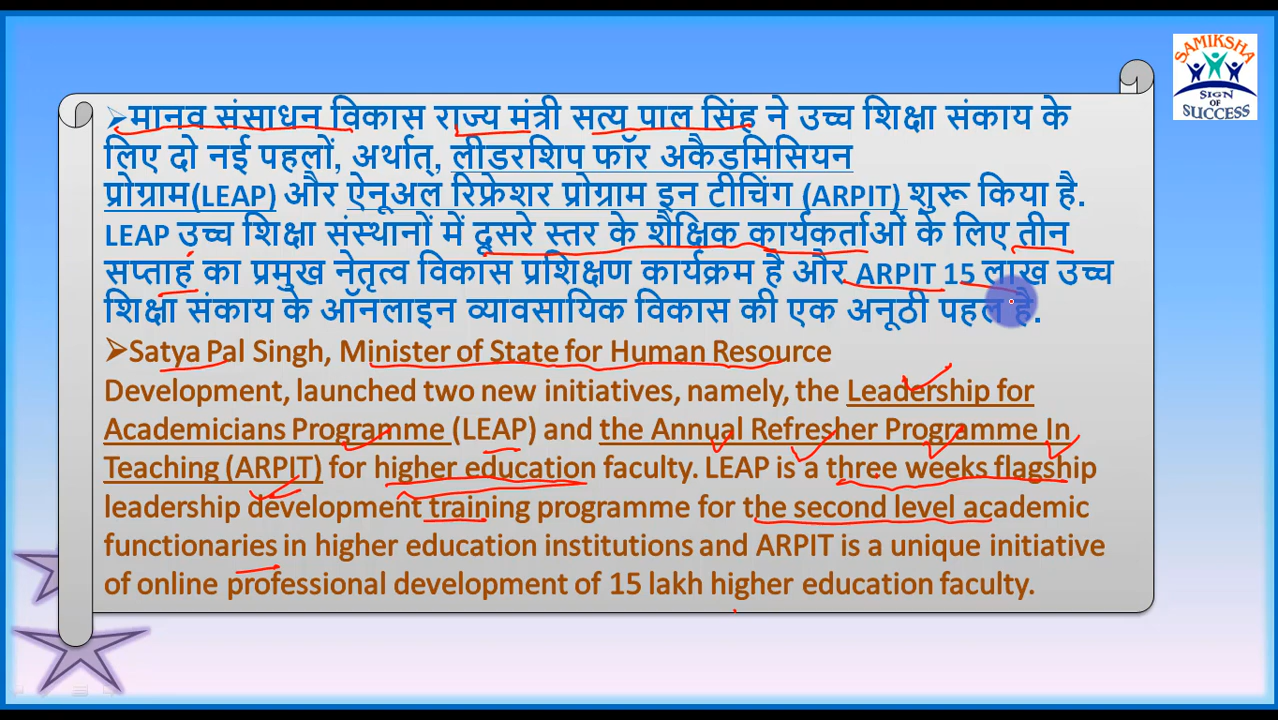 SAMIKSHA
SIGN
OF
SUCCESS
➢मानव संसाधन विकास राज्य मंत्री सत्य पाल सिंह ने उच्च शिक्षा संकाय के
लिए दो नई पहलों, अर्थात्, लीडरशिप फॉर अकैडमिसियन
प्रोग्राम(LEAP) और ऐनूअल रिफ्रेशर प्रोग्राम इन टीचिंग (ARPIT) शुरू किया है.
LEAP उच्च शिक्षा संस्थानों में दूसरे स्तर के शैक्षिक कार्यकर्ताओं के लिए तीन
सप्ताह का प्रमुख नेतृत्व विकास प्रशिक्षण कार्यक्रम है और ARPIT 15 लाख उच्च
शिक्षा संकाय के ऑनलाइन व्यावसायिक विकास की एक अनूठी पहल है.
➢Satya Pal Singh, Minister of State for Human Resource
Development, launched two new initiatives, namely, the Leadership for
Academicians Programme (LEAP) and the Annual Refresher Programme In
Teaching (ARPIT) for higher education faculty. LEAP is a three weeks flagship
leadership development training programme for the second level academic
functionaries in higher education institutions and ARPIT is a unique initiative
of online professional development of 15 lakh higher education faculty.